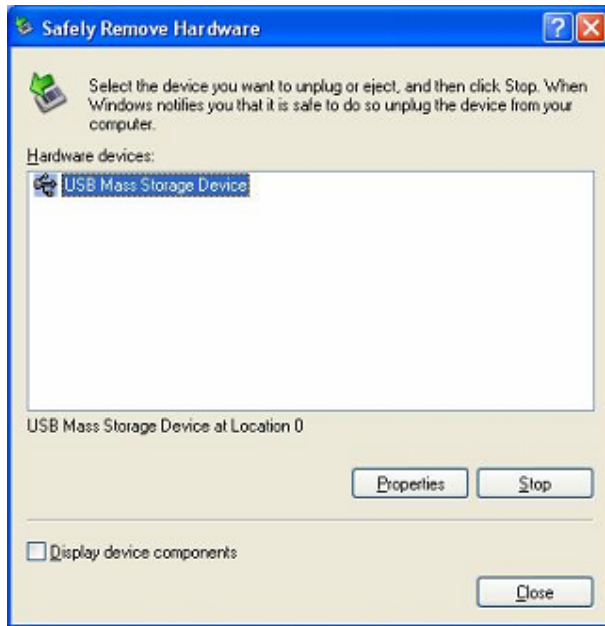 Safely Remove Hardware
Select the device you want to unplug or eject, and then click Stop. When
Windows notifies you that it is safe to do so unplug the device from your
computer.
Hardware devices:
USB Mass Storage Device
USB Mass Storage Device at Location 0
Properties
Stop
Display device components
Close